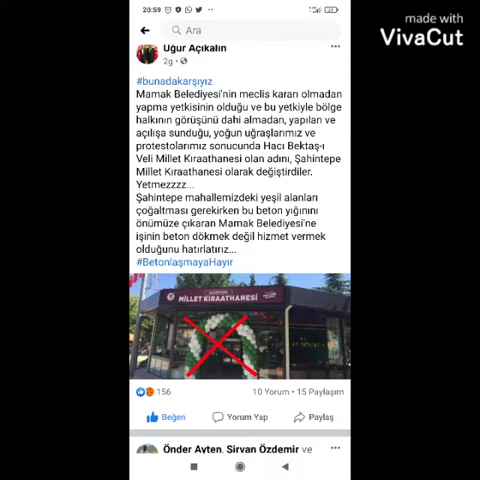 20:59
made with
VivaCut
Ara
Uğur Açıkalın
2g
#bunadakarşıyız
Mamak Belediyesi'nin meclis kararı olmadan
yapma yetkisinin olduğu ve bu yetkiyle bölge
halkının görüşünü dahi almadan, yapılan ve
açılışa sunduğu, yoğun uğraşlarımız ve
protestolarımız sonucunda Hacı Bektaş-ı
Veli Millet Kıraathanesi olan adını, Şahintepe
Millet Kıraathanesi olarak değiştirdiler.
Yetmezzzz...
Şahintepe mahallemizdeki yeşil alanları
çoğaltması gerekirken bu beton yığınını
önümüze çıkaran Mamak Belediyesi'ne
işinin beton dökmek değil hizmet vermek
olduğunu hatırlatırız...
#BetonlaşmayaHayır
MİLLET KIRAATHANESİ
156
10 Yorum • 15 Paylaşım
Beğen
Yorum Yap
Paylaş
Önder Ayten, Sirvan Özdemir ve